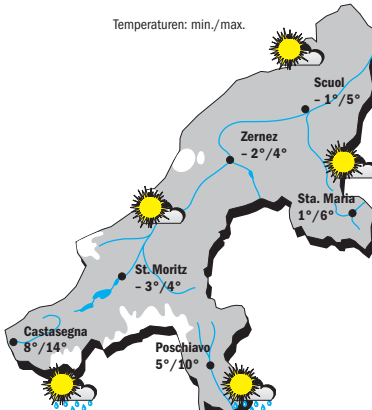 Temperaturen: min./max.
Scuol
– 1°/5°
Zernez
– 2°/4°
Sta. Maria
1°/6°
St. Moritz
– 3°/4°
Castasegna
8°/14°
Poschiavo
5°/10°